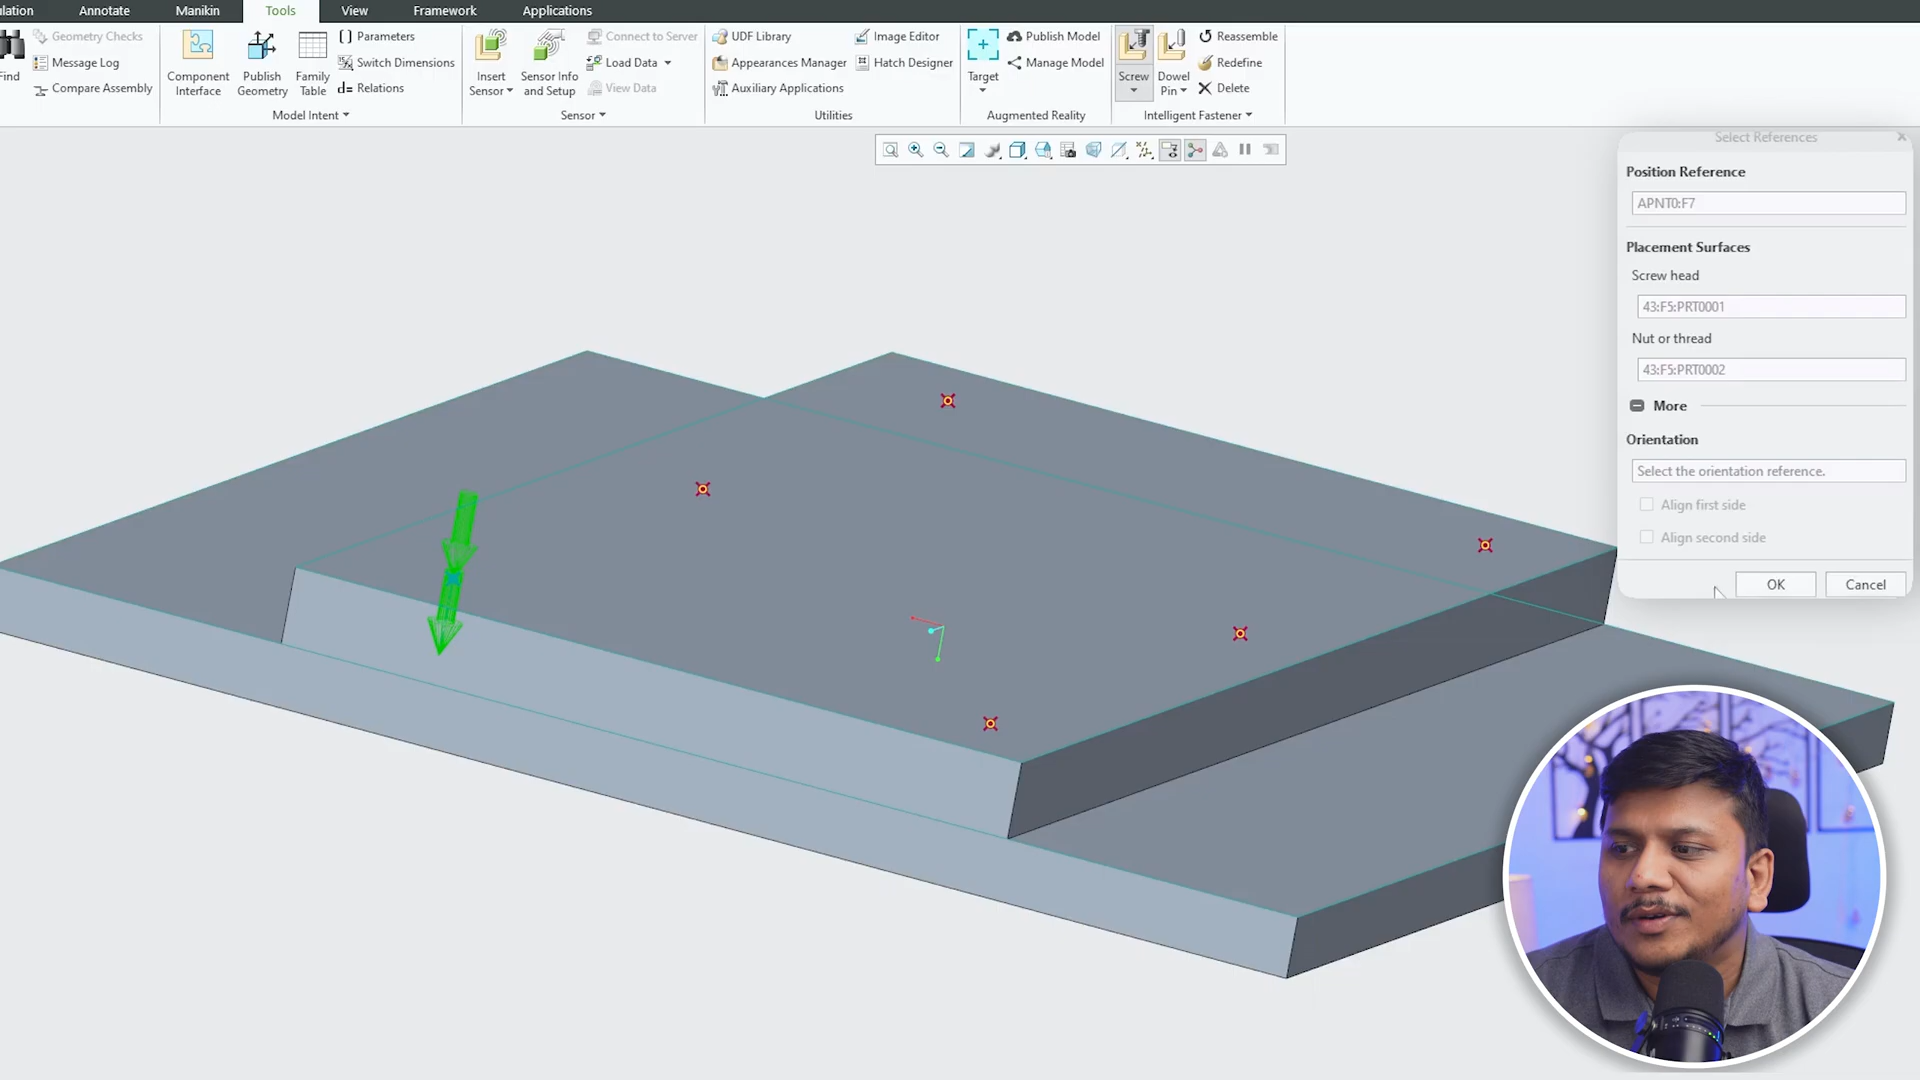 Annotate
Manikin
Tools
View
Framework
Applications
Geometry Checks
Message Log
Compare Assembly
Component
Interface
Publish
Geometry
Family
Table
Parameters
Switch Dimensions
d= Relations
Model Intent
Insert
Sensor
Sensor Info
and Setup
Connect to Server
Load Data
View Data
Sensor
UDF Library
Appearances Manager
Auxiliary Applications
Image Editor
Hatch Designer
Utilities
Target
Publish Model
Manage Model
Augmented Reality
Screw
Dowel
Pin
Reassemble
Redefine
Delete
Intelligent Fastener
Select References
Position Reference
APNT0:F7
Placement Surfaces
Screw head
43:F5:PRT0001
Nut or thread
43:F5:PRT0002
More
Orientation
Select the orientation reference.
Align first side
Align second side
OK
Cancel